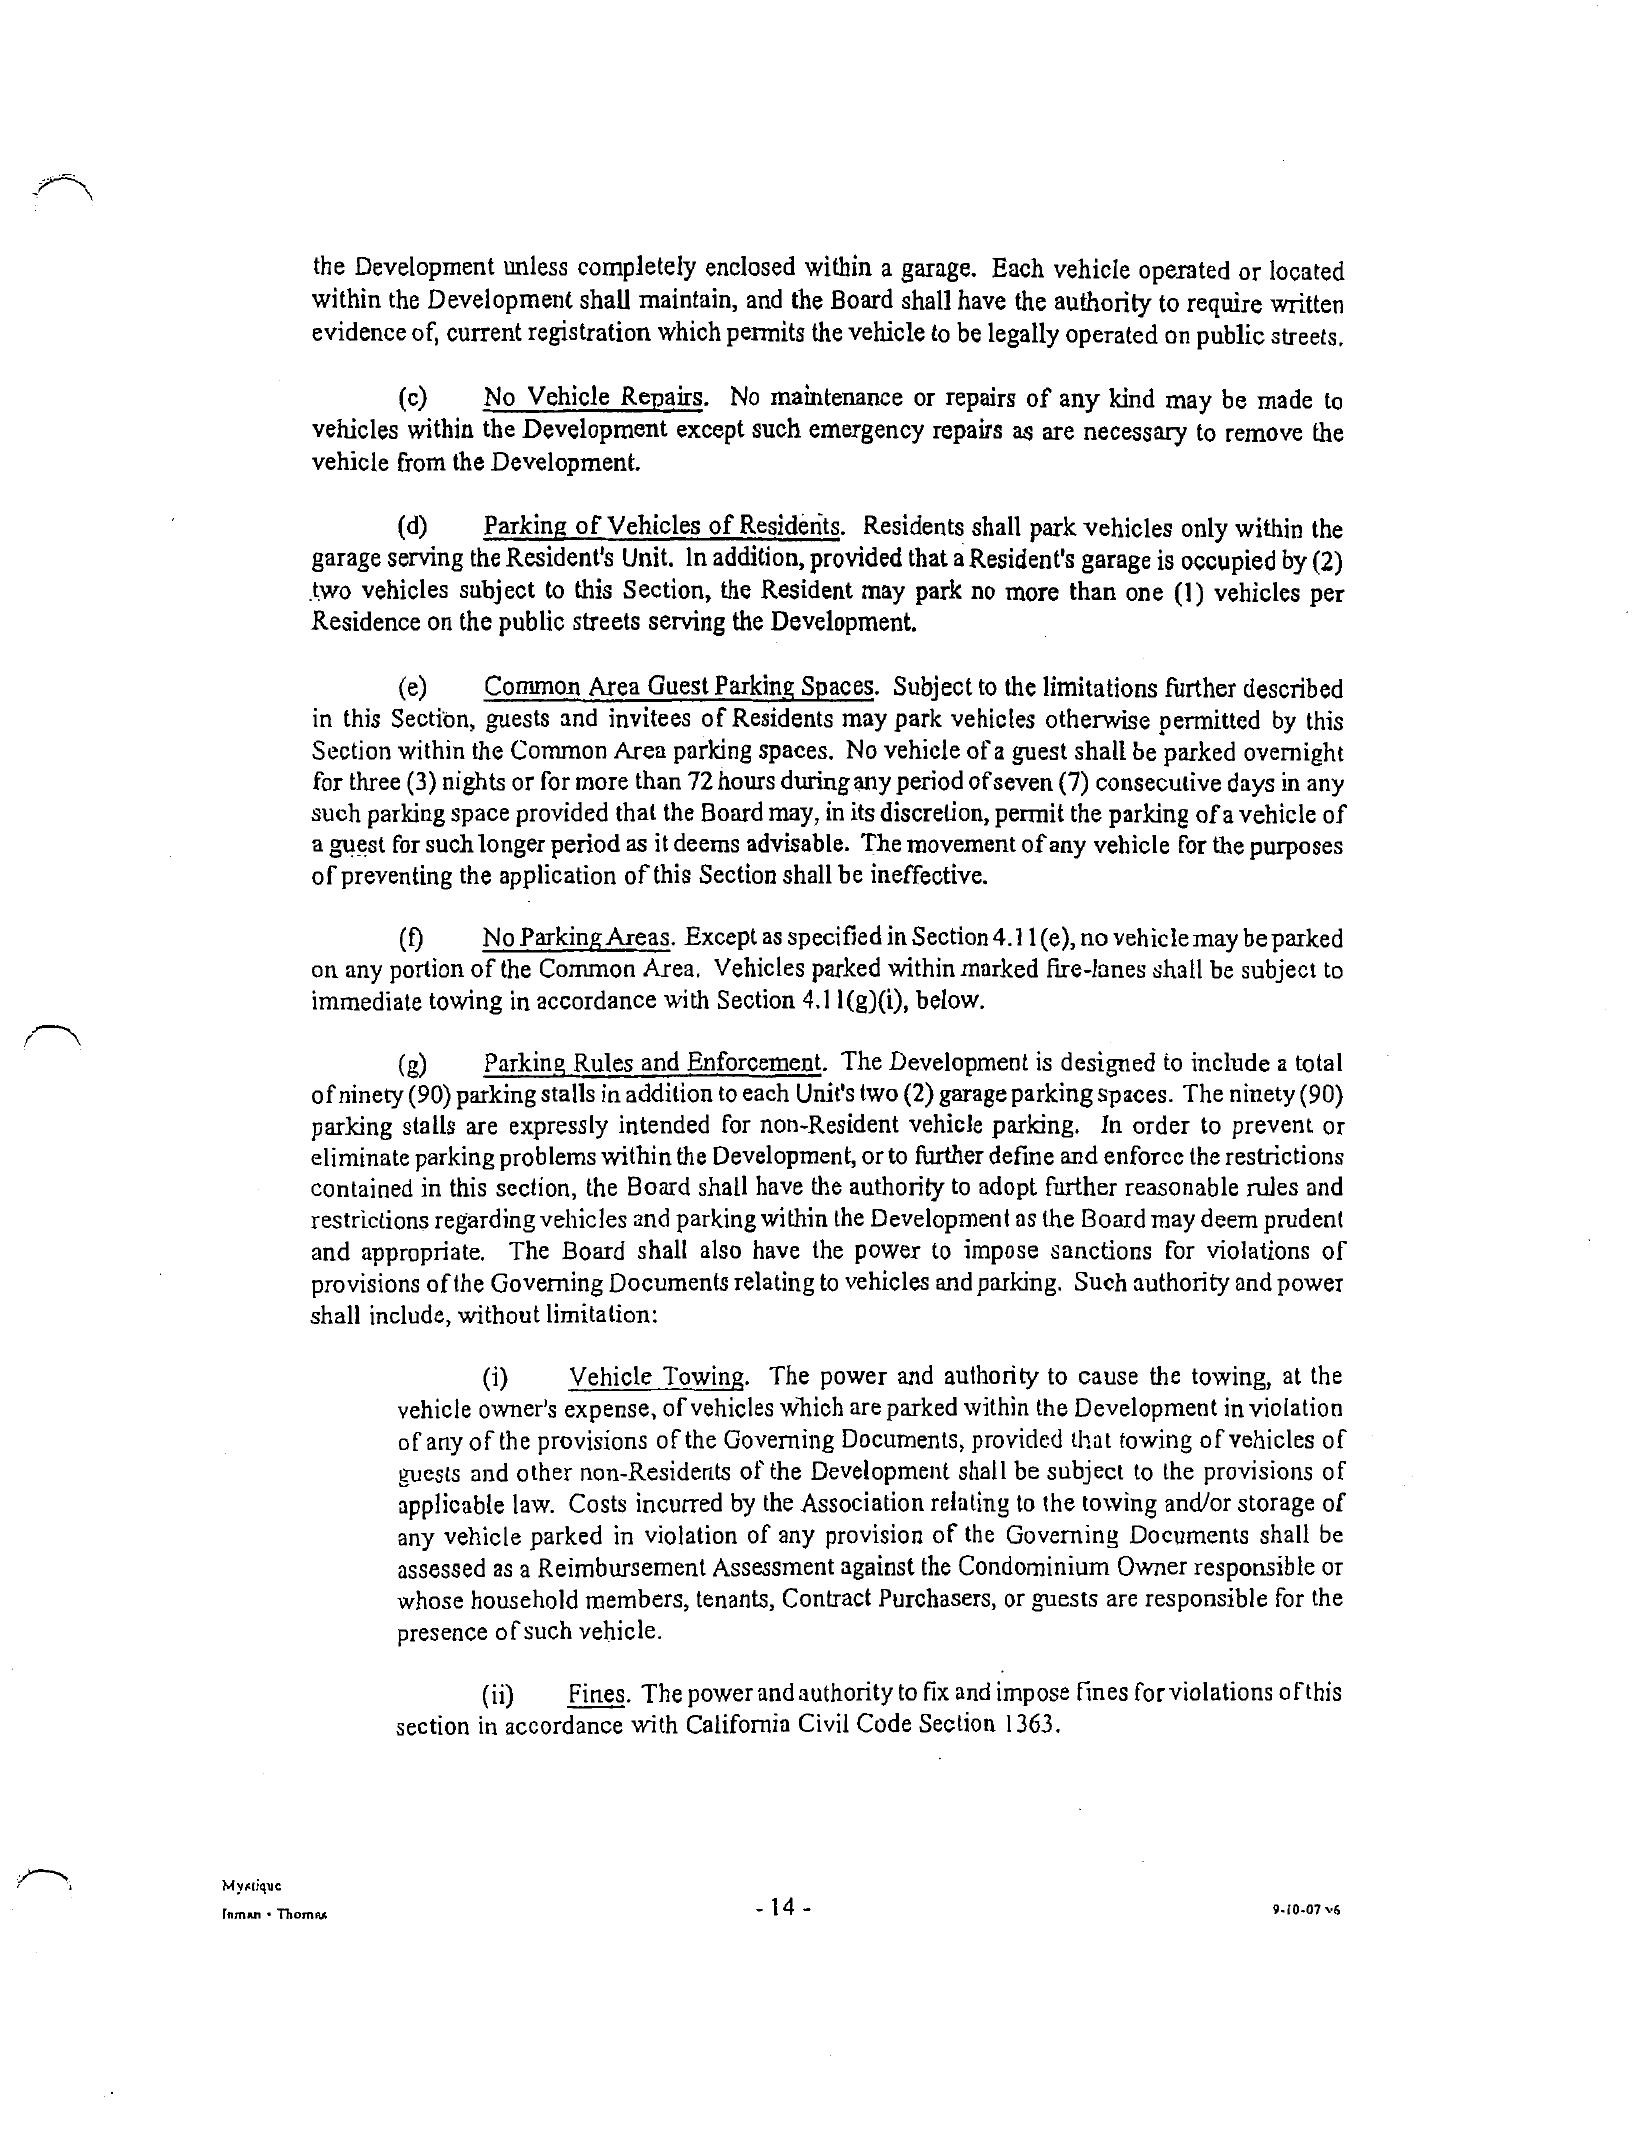 the Development unless completely enclosed within a garage. Each vehicle operated or located
within the Development shall maintain, and the Board shall have the authority to require written
evidence of, current registration which permits the vehicle to be legally operated on public streets.
(c) No Vehicle Repairs. No maintenance or repairs of any kind may be made to
vehicles within the Development except such emergency repairs as are necessary to remove the
vehicle from the Development.
(d) Parking of Vehicles of Residents. Residents shall park vehicles only within the
garage serving the Resident's Unit. In addition, provided that a Resident's garage is occupied by (2)
two vehicles subject to this Section, the Resident may park no more than one (1) vehicles per
Residence on the public streets serving the Development.
(e) Common Area Guest Parking Spaces. Subject to the limitations further described
in this Section, guests and invitees of Residents may park vehicles otherwise permitted by this
Section within the Common Area parking spaces. No vehicle of a guest shall be parked overnight
for three (3) nights or for more than 72 hours during any period of seven (7) consecutive days in any
such parking space provided that the Board may, in its discretion, permit the parking of a vehicle of
a guest for such longer period as it deems advisable. The movement of any vehicle for the purposes
of preventing the application of this Section shall be ineffective.
(f) No Parking Areas. Except as specified in Section 4.11(e), no vehicle may be parked
on any portion of the Common Area. Vehicles parked within marked fire-lanes shall be subject to
immediate towing in accordance with Section 4.11(g)(i), below.
(g) Parking Rules and Enforcement. The Development is designed to include a total
of ninety (90) parking stalls in addition to each Unit's two (2) garage parking spaces. The ninety (90)
parking stalls are expressly intended for non-Resident vehicle parking. In order to prevent or
eliminate parking problems within the Development, or to further define and enforce the restrictions
contained in this section, the Board shall have the authority to adopt further reasonable rules and
restrictions regarding vehicles and parking within the Development as the Board may deem prudent
and appropriate. The Board shall also have the power to impose sanctions for violations of
provisions of the Governing Documents relating to vehicles and parking. Such authority and power
shall include, without limitation:
(i) Vehicle Towing. The power and authority to cause the towing, at the
vehicle owner's expense, of vehicles which are parked within the Development in violation
of any of the provisions of the Governing Documents, provided that towing of vehicles of
guests and other non-Residents of the Development shall be subject to the provisions of
applicable law. Costs incurred by the Association relating to the towing and/or storage of
any vehicle parked in violation of any provision of the Governing Documents shall be
assessed as a Reimbursement Assessment against the Condominium Owner responsible or
whose household members, tenants, Contract Purchasers, or guests are responsible for the
presence of such vehicle.
(ii) Fines. The power and authority to fix and impose fines for violations of this
section in accordance with California Civil Code Section 1363.
Mystique
Inman • Thomas
- 14 -
9-10-07 v6